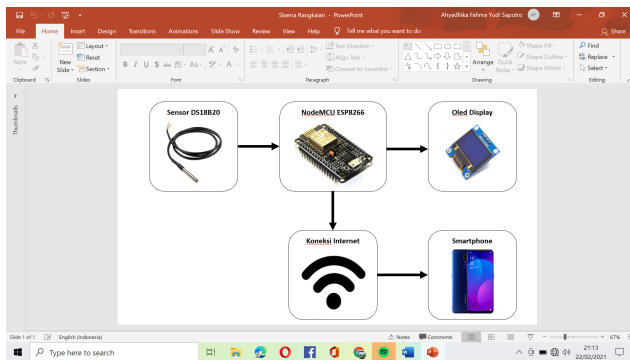 Skema Rangkaian - PowerPoint
Ahyadhika Fahma Yudi Saputro
File Home Insert Design Transitions Animations Slide Show Review View Help Tell me what you want to do
Share
Paste
Clipboard
New Slide
Layout
Reset
Section
Slides
B I U S abc AV Aa A
Font
Text Direction
Align Text
Convert to SmartArt
Paragraph
Arrange
Quick Styles
Shape Fill
Shape Outline
Shape Effects
Drawing
Find
Replace
Select
Editing
Thumbnails
Sensor DS18B20
NodeMCU ESP8266
Oled Display
Koneksi Internet
Smartphone
Slide 1 of 1 English (Indonesia)
Notes Comments
67%
Type here to search
21:13
22/02/2021